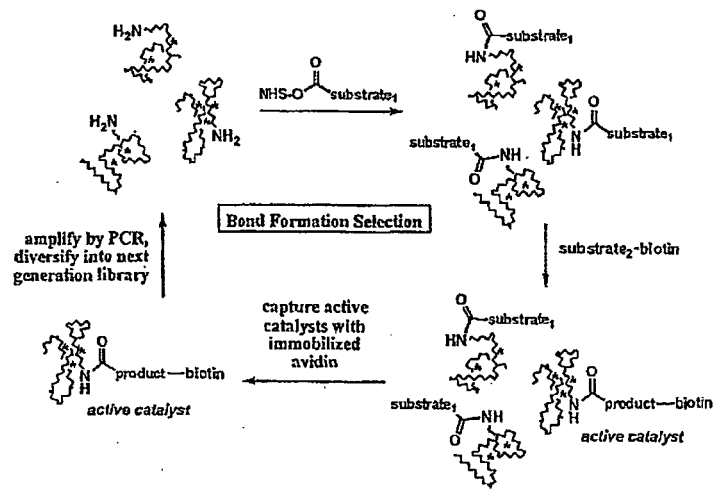 H₂N
O
substrate₁
HN
NHS-O
O
substrate₁
H₂N
NH₂
O
substrate₁
N
H
substrate₁
NH
O
Bond Formation Selection
amplify by PCR,
diversify into next
generation library
substrate₂-biotin
capture active
catalysts with
immobilized
avidin
O
N
H
product—biotin
active catalyst
O
substrate₁
HN
substrate₁
NH
O
O
N
H
product—biotin
active catalyst